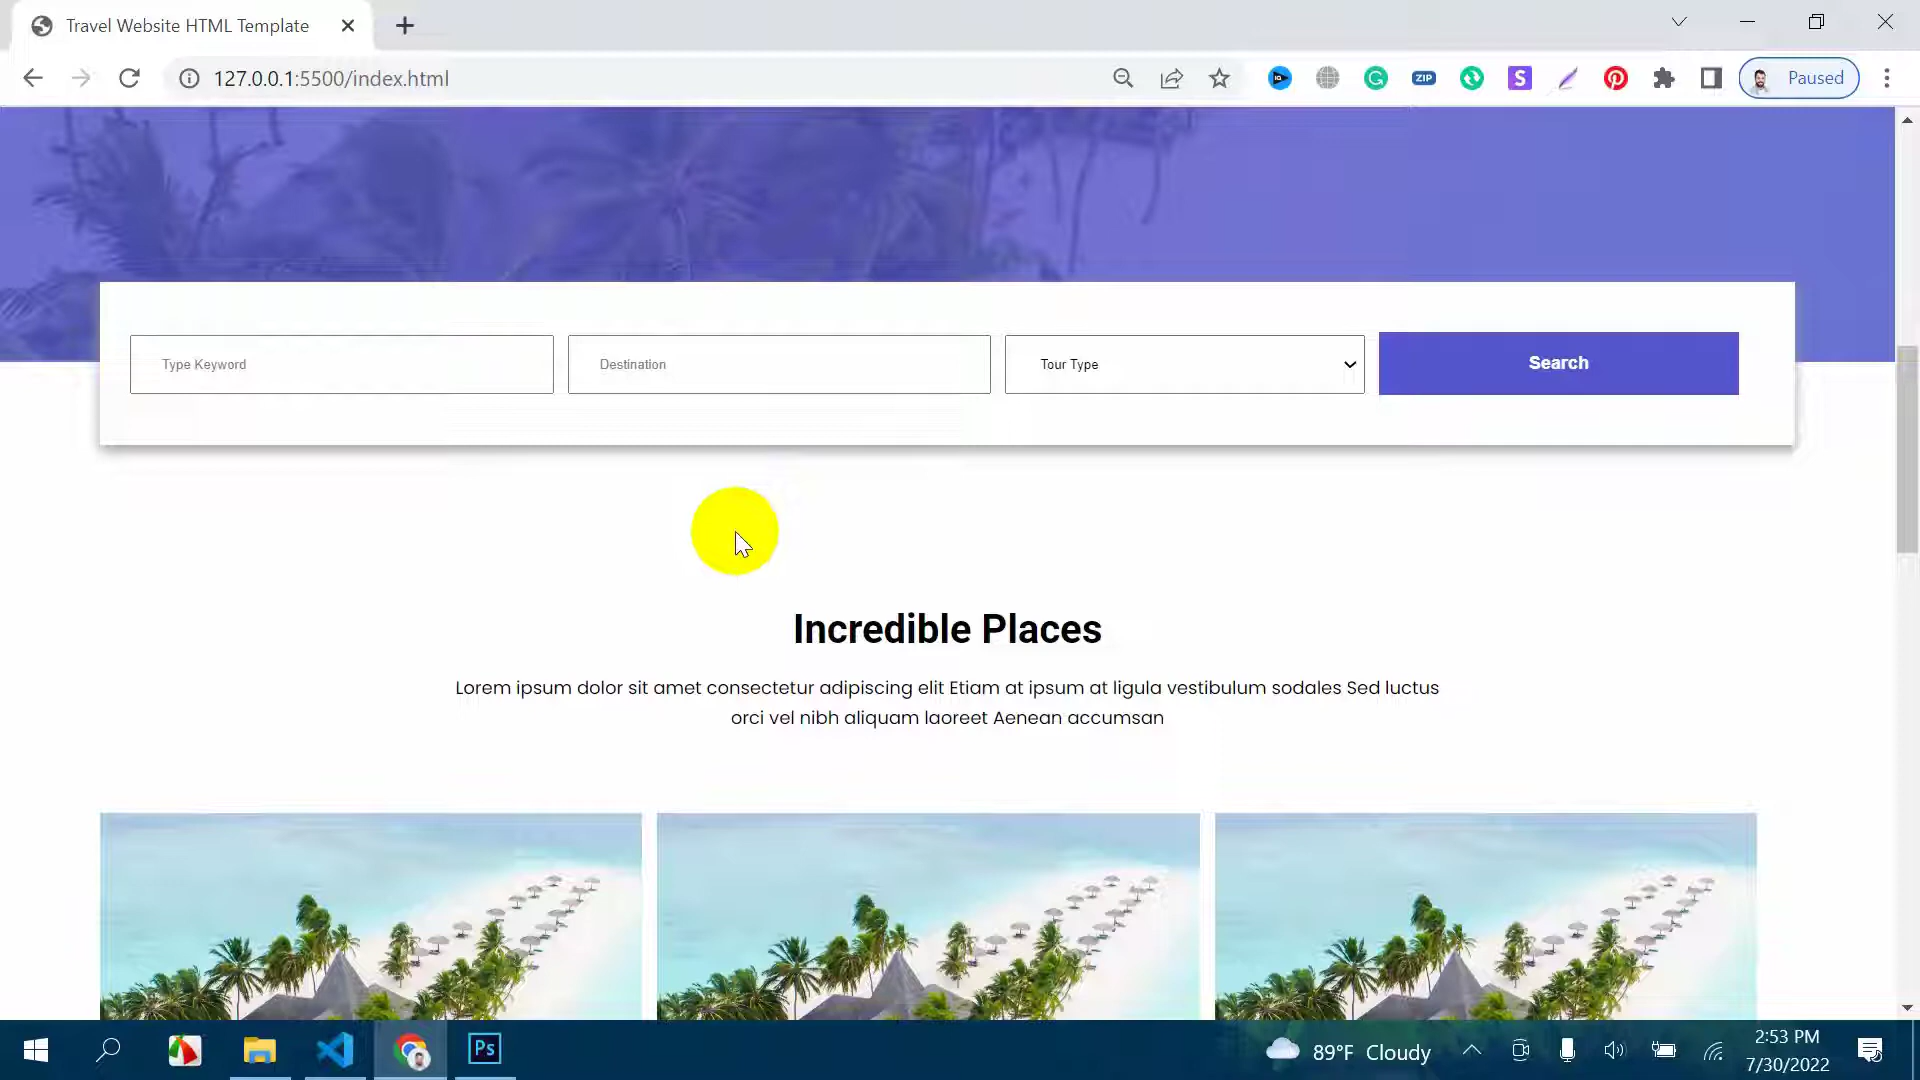 Travel Website HTML Template
127.0.0.1:5500/index.html
ZIP
S
Paused
Type Keyword
Destination
Tour Type
Search
Incredible Places
Lorem ipsum dolor sit amet consectetur adipiscing elit Etiam at ipsum at ligula vestibulum sodales Sed luctus
orci vel nibh aliquam laoreet Aenean accumsan
Ps
89°F Cloudy
2:53 PM
7/30/2022